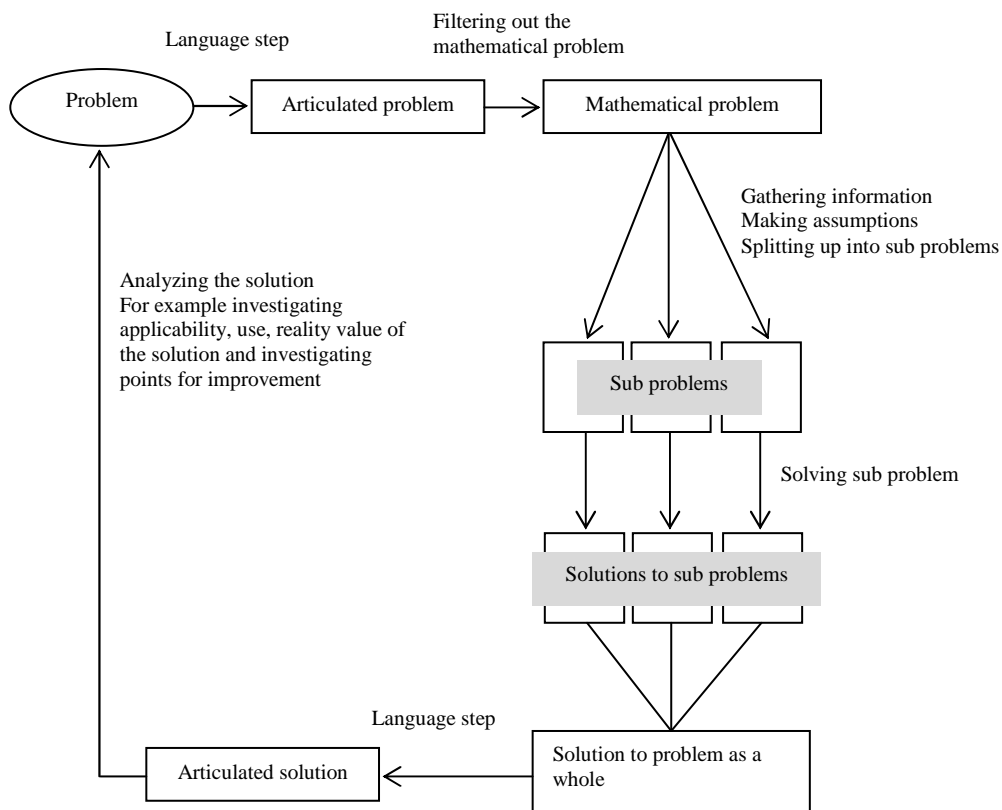 Language step
Filtering out the
mathematical problem
Problem
Articulated problem
Mathematical problem
Gathering information
Making assumptions
Splitting up into sub problems
Analyzing the solution
For example investigating
applicability, use, reality value of
the solution and investigating
points for improvement
Sub problems
Solving sub problem
Solutions to sub problems
Language step
Solution to problem as a
whole
Articulated solution